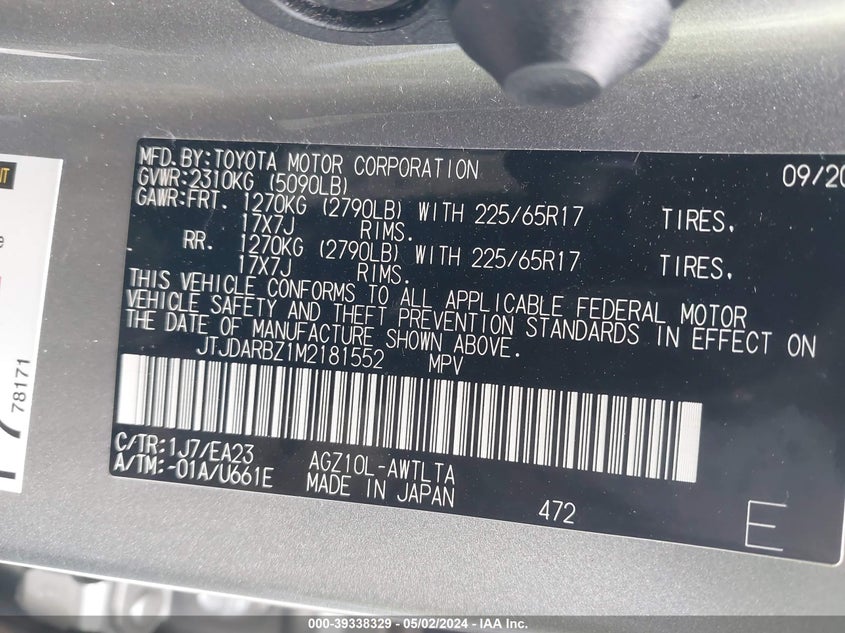 MFD.BY:TOYOTA MOTOR CORPORATION 09/20
GVWR:2310KG (5090LB)
GAWR:FRT. 1270KG (2790LB) WITH 225/65R17 TIRES,
17X7J RIMS.
RR. 1270KG (2790LB) WITH 225/65R17 TIRES,
17X7J RIMS.
THIS VEHICLE CONFORMS TO ALL APPLICABLE FEDERAL MOTOR
VEHICLE SAFETY AND THEFT PREVENTION STANDARDS IN EFFECT ON
THE DATE OF MANUFACTURE SHOWN ABOVE.
JTJDARBZ1M2181552 MPV
C/TR:1J7/EA23 AGZ10L-AWTLTA
A/TM:-01A/U661E MADE IN JAPAN
472 E
78171
000-39338329 - 05/02/2024 - IAA Inc.